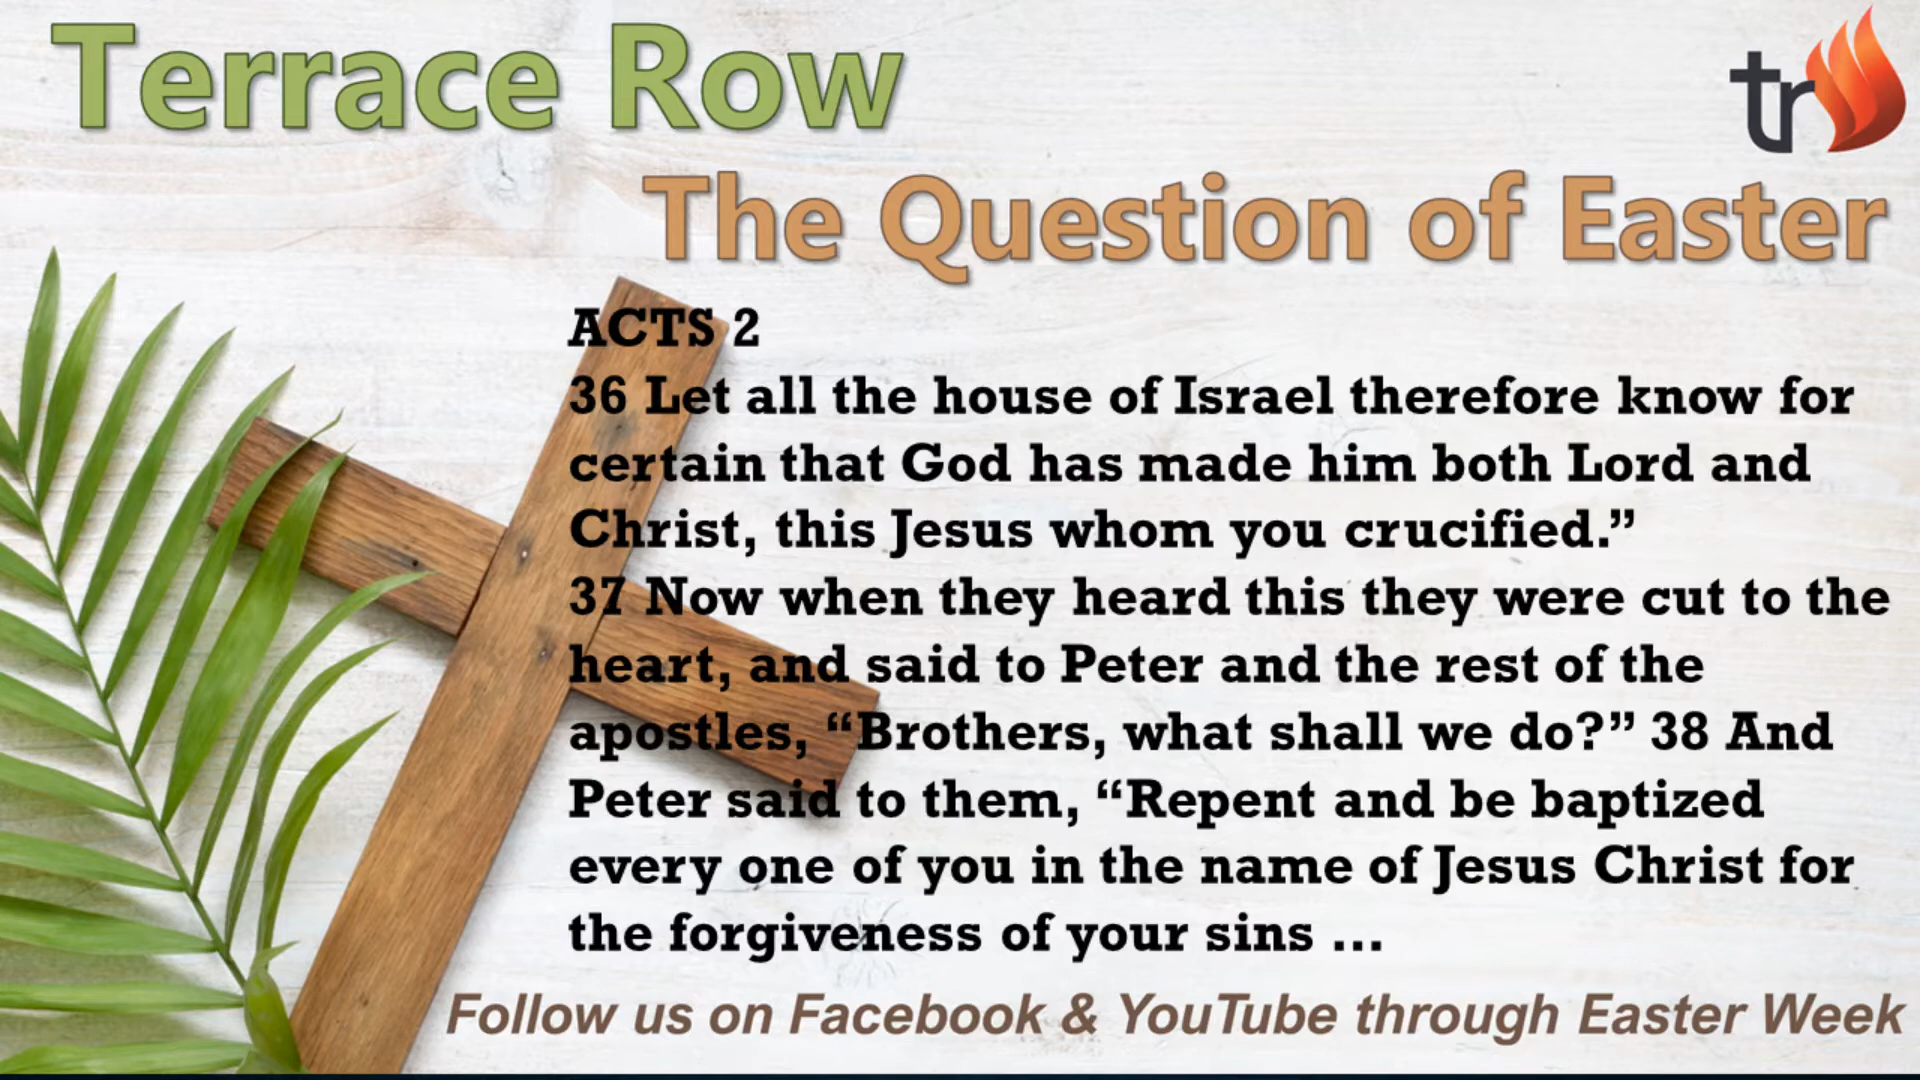 Terrace Row
tr
The Question of Easter
ACTS 2
36 Let all the house of Israel therefore know for
certain that God has made him both Lord and
Christ, this Jesus whom you crucified.”
37 Now when they heard this they were cut to the
heart, and said to Peter and the rest of the
apostles, “Brothers, what shall we do?” 38 And
Peter said to them, “Repent and be baptized
every one of you in the name of Jesus Christ for
the forgiveness of your sins ...
Follow us on Facebook & YouTube through Easter Week